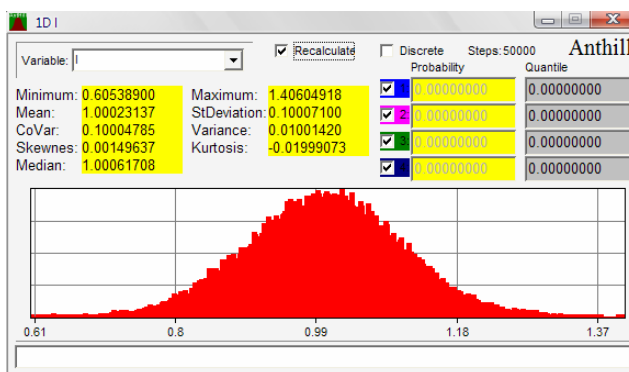 1D I
Variable: I
Recalculate
Discrete Steps:50000 Anthill
Probability Quantile
Minimum: 0.60538900 Maximum: 1.40604918
Mean: 1.00023137 StDeviation: 0.10007100
CoVar: 0.10004785 Variance: 0.01001420
Skewnes: 0.00149637 Kurtosis: -0.01999073
Median: 1.00061708
1 0.00000000 0.00000000
2 0.00000000 0.00000000
3 0.00000000 0.00000000
0.00000000 0.00000000
0.61 0.8 0.99 1.18 1.37